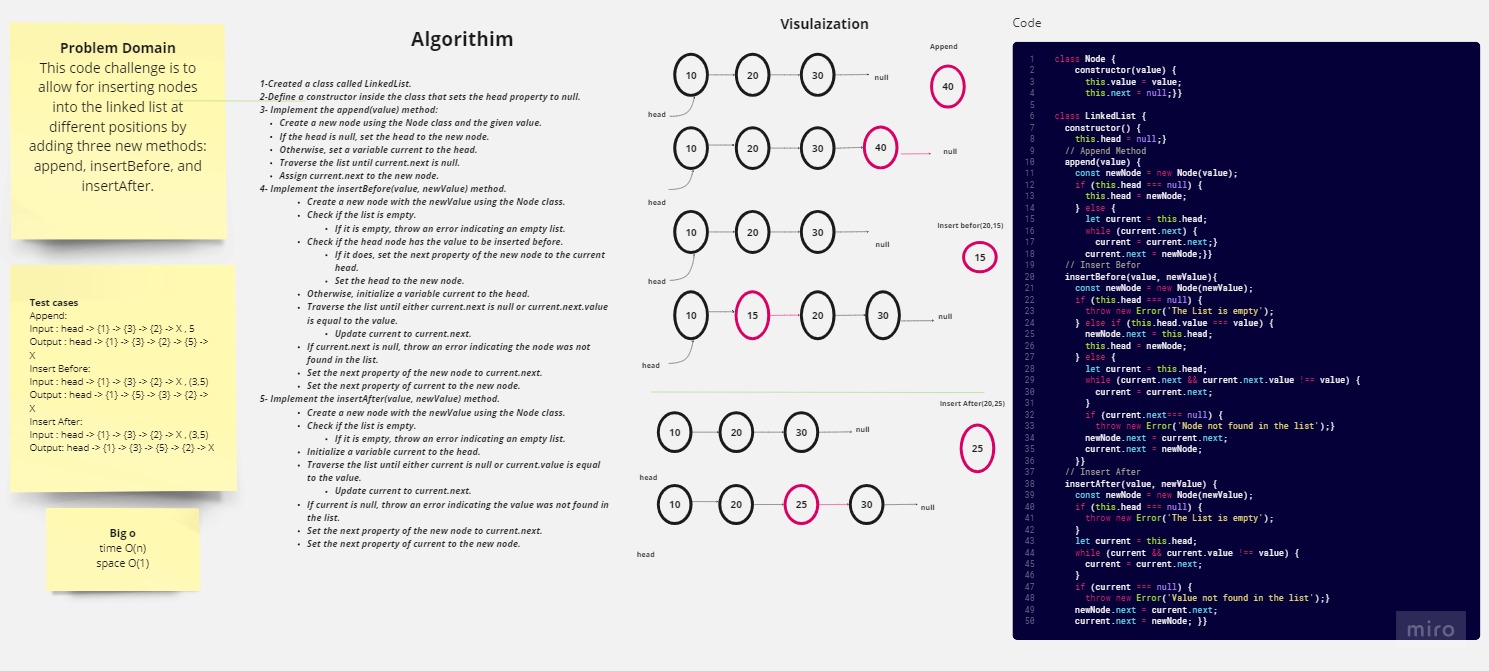 Problem Domain
This code challenge is to
allow for inserting nodes
into the linked list at
different positions by
adding three new methods:
append, insertBefore, and
insertAfter.
Test cases
Append:
Input : head -> {1} -> {3} -> {2} -> X , 5
Output : head -> {1} -> {3} -> {2} -> {5} ->
X
Insert Before:
Input : head -> {1} -> {3} -> {2} -> X , (3,5)
Output : head -> {1} -> {5} -> {3} -> {2} ->
X
Insert After:
Input : head -> {1} -> {3} -> {2} -> X , (3,5)
Output: head -> {1} -> {3} -> {5} -> {2} -> X
Big o
time O(n)
space O(1)
Algorithim
1-Created a class called LinkedList.
2-Define a constructor inside the class that sets the head property to null.
3- Implement the append(value) method:
• Create a new node using the Node class and the given value.
• If the head is null, set the head to the new node.
• Otherwise, set a variable current to the head.
• Traverse the list until current.next is null.
• Assign current.next to the new node.
4- Implement the insertBefore(value, newValue) method.
• Create a new node with the newValue using the Node class.
• Check if the list is empty.
• If it is empty, throw an error indicating an empty list.
• Check if the head node has the value to be inserted before.
• If it does, set the next property of the new node to the current
head.
• Set the head to the new node.
• Otherwise, initialize a variable current to the head.
• Traverse the list until either current.next is null or current.next.value
is equal to the value.
• Update current to current.next.
• If current.next is null, throw an error indicating the node was not
found in the list.
• Set the next property of the new node to current.next.
• Set the next property of current to the new node.
5- Implement the insertAfter(value, newValue) method.
• Create a new node with the newValue using the Node class.
• Check if the list is empty.
• If it is empty, throw an error indicating an empty list.
• Initialize a variable current to the head.
• Traverse the list until either current is null or current.value is equal
to the value.
• Update current to current.next.
• If current is null, throw an error indicating the value was not found in
the list.
• Set the next property of the new node to current.next.
• Set the next property of current to the new node.
Visulaization
Append
10 20 30 null 40
head
10 20 30 40 null
head
Insert befor(20,15)
10 20 30 null 15
head
10 15 20 30 null
head
Insert After(20,25)
10 20 30 null 25
head
10 20 25 30 null
head
Code
1 class Node {
2 constructor(value) {
3 this.value = value;
4 this.next = null;}}
5
6 class LinkedList {
7 constructor() {
8 this.head = null;}
9 // Append Method
10 append(value) {
11 const newNode = new Node(value);
12 if (this.head === null) {
13 this.head = newNode;
14 } else {
15 let current = this.head;
16 while (current.next) {
17 current = current.next;}
18 current.next = newNode;}}
19 // Insert Befor
20 insertBefore(value, newValue){
21 const newNode = new Node(newValue);
22 if (this.head === null) {
23 throw new Error('The List is empty');
24 } else if (this.head.value === value) {
25 newNode.next = this.head;
26 this.head = newNode;
27 } else {
28 let current = this.head;
29 while (current.next && current.next.value !== value) {
30 current = current.next;
31 }
32 if (current.next=== null) {
33 throw new Error('Node not found in the list');}
34 newNode.next = current.next;
35 current.next = newNode;
36 }}
37 // Insert After
38 insertAfter(value, newValue) {
39 const newNode = new Node(newValue);
40 if (this.head === null) {
41 throw new Error('The List is empty');
42 }
43 let current = this.head;
44 while (current && current.value !== value) {
45 current = current.next;
46 }
47 if (current === null) {
48 throw new Error('Value not found in the list');}
49 newNode.next = current.next;
50 current.next = newNode; }}
miro